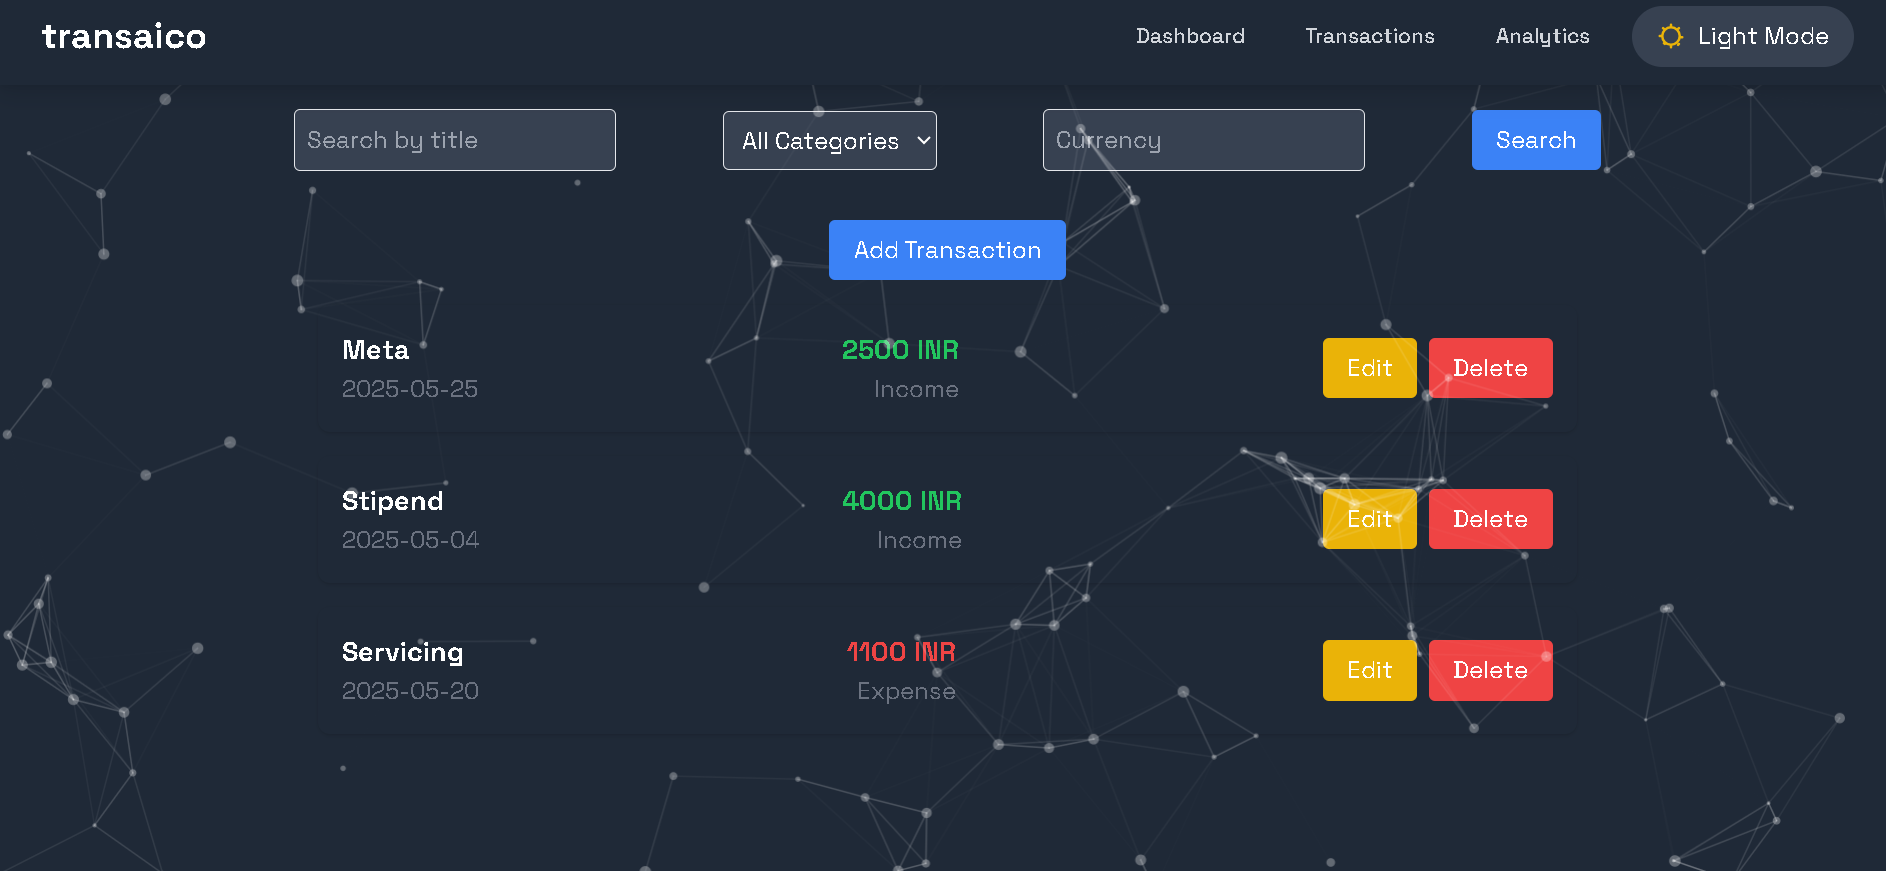 transaico
Dashboard Transactions Analytics Light Mode
Search by title All Categories Currency Search
Add Transaction
Meta 2500 INR Edit Delete
2025-05-25 Income
Stipend 4000 INR Edit Delete
2025-05-04 Income
Servicing 1100 INR Edit Delete
2025-05-20 Expense